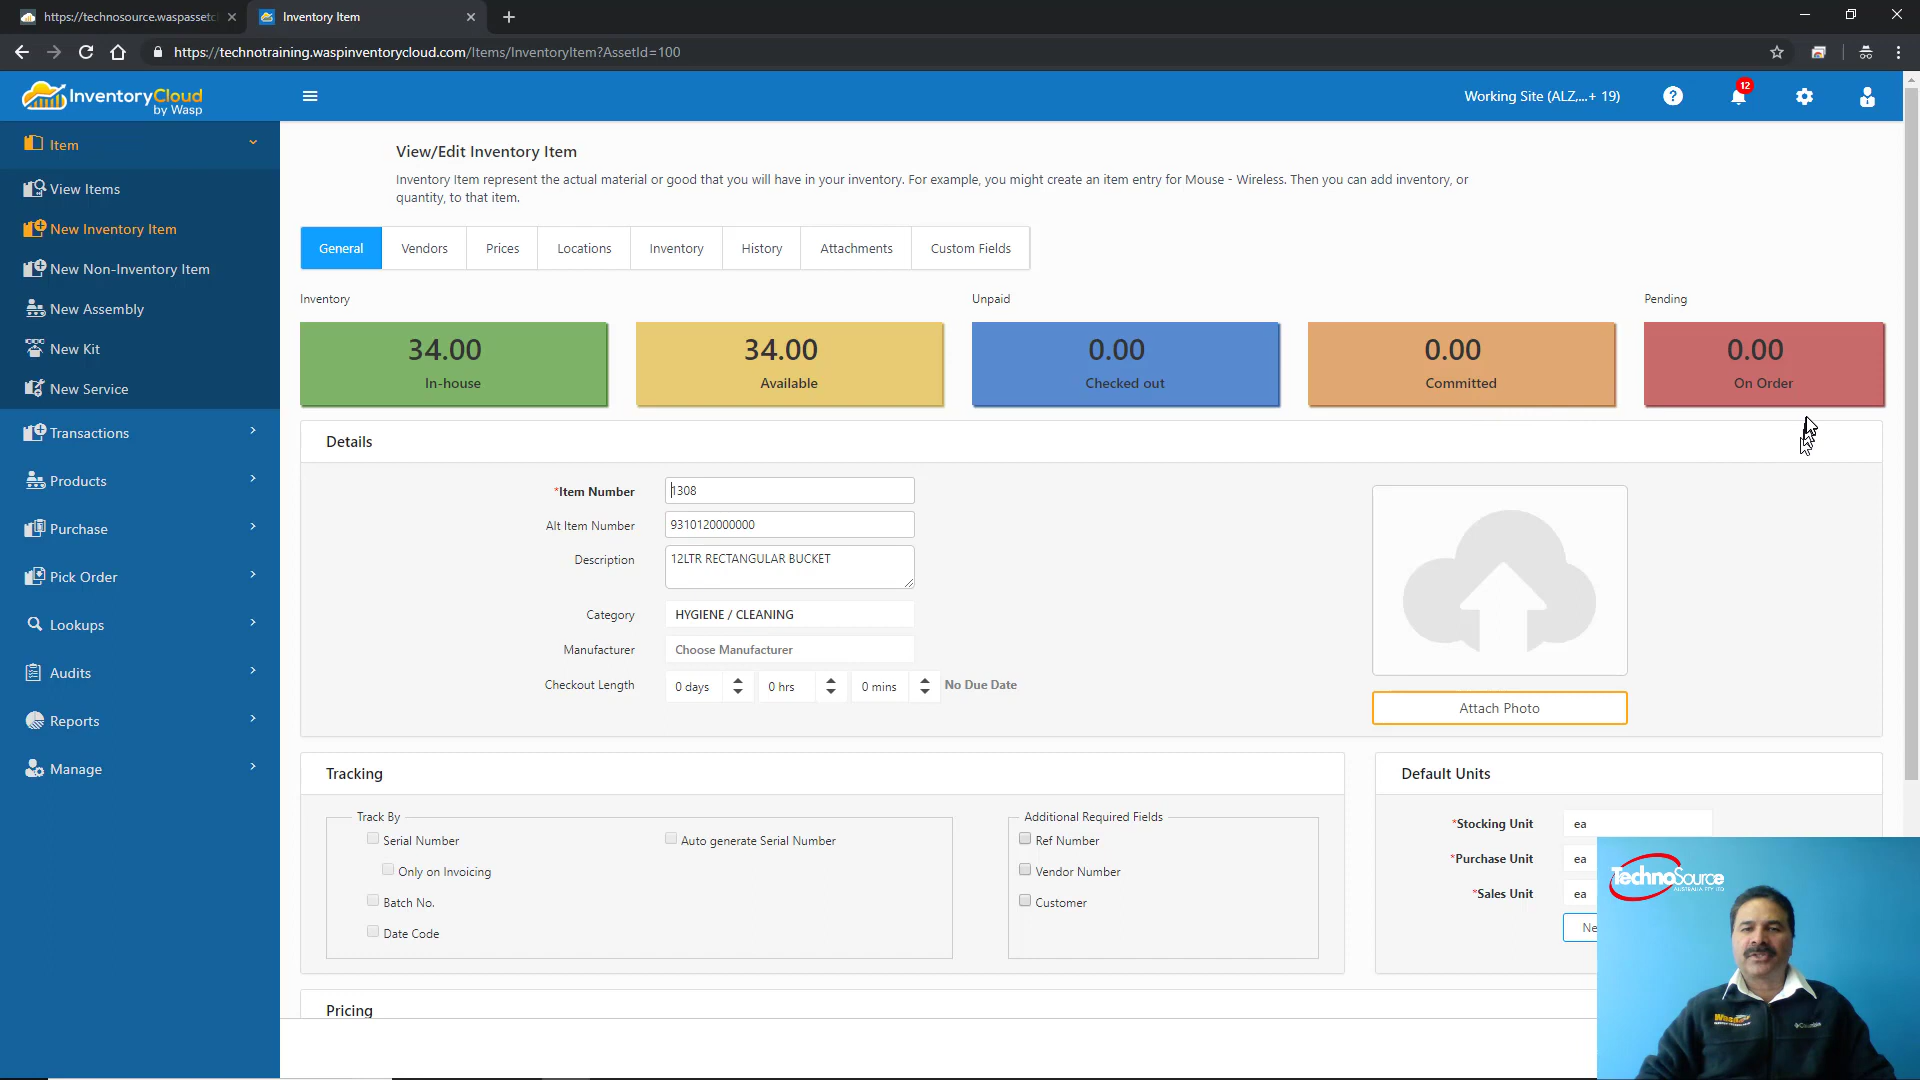 https://technosource.waspassetcl
Inventory Item
https://technotraining.waspinventorycloud.com/Items/InventoryItem?AssetId=100
InventoryCloud
by Wasp
Working Site (ALZ,...+ 19)
12
Item
View Items
New Inventory Item
New Non-Inventory Item
New Assembly
New Kit
New Service
Transactions
Products
Purchase
Pick Order
Lookups
Audits
Reports
Manage
View/Edit Inventory Item
Inventory Item represent the actual material or good that you will have in your inventory. For example, you might create an item entry for Mouse - Wireless. Then you can add inventory, or
quantity, to that item.
General Vendors Prices Locations Inventory History Attachments Custom Fields
Inventory Unpaid Pending
34.00 34.00 0.00 0.00 0.00
In-house Available Checked out Committed On Order
Details
*Item Number 1308
Alt Item Number 9310120000000
Description 12LTR RECTANGULAR BUCKET
Category HYGIENE / CLEANING
Manufacturer Choose Manufacturer
Checkout Length 0 days 0 hrs 0 mins No Due Date
Attach Photo
Tracking
Track By
Serial Number Auto generate Serial Number
Only on Invoicing
Batch No.
Date Code
Additional Required Fields
Ref Number
Vendor Number
Customer
Default Units
*Stocking Unit ea
*Purchase Unit ea
*Sales Unit ea
Ne
Pricing
TechnoSource
AUSTRALIA PTY LTD
Wasp
Columbia